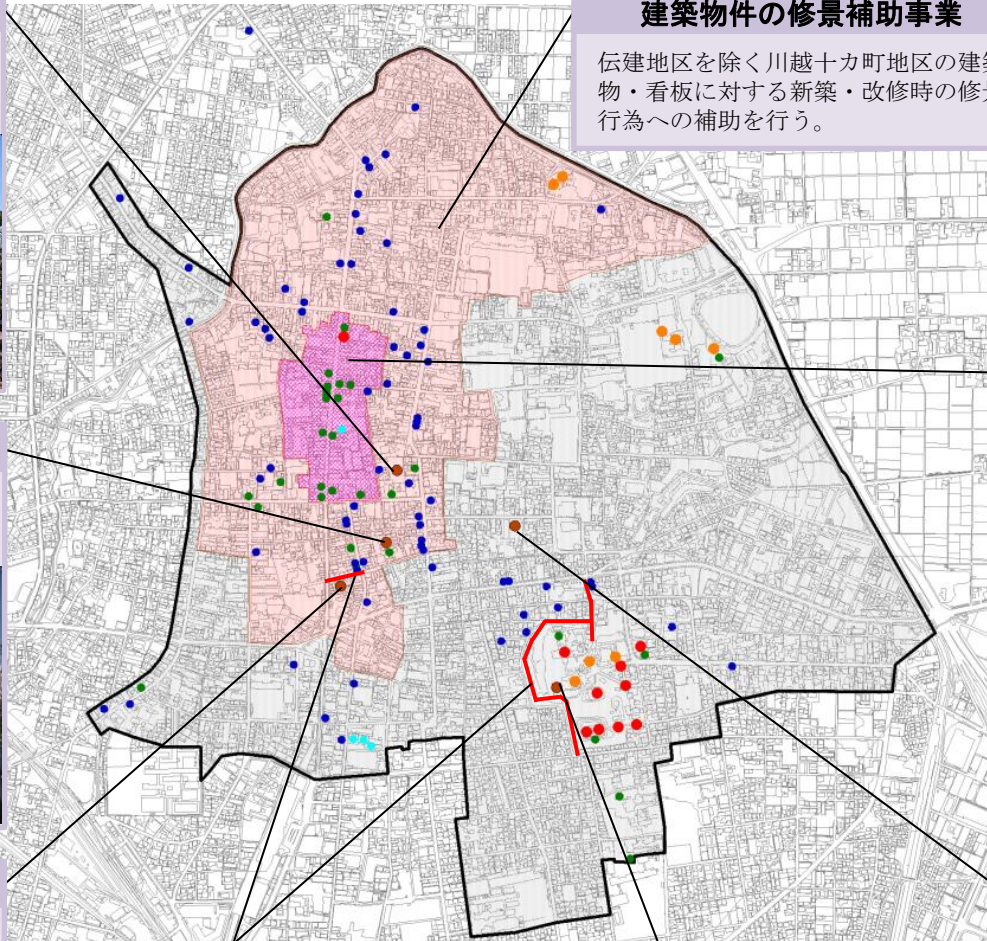 建築物件の修景補助事業
伝建地区を除く川越十カ町地区の建築
物・看板に対する新築・改修時の修景
行為への補助を行う。